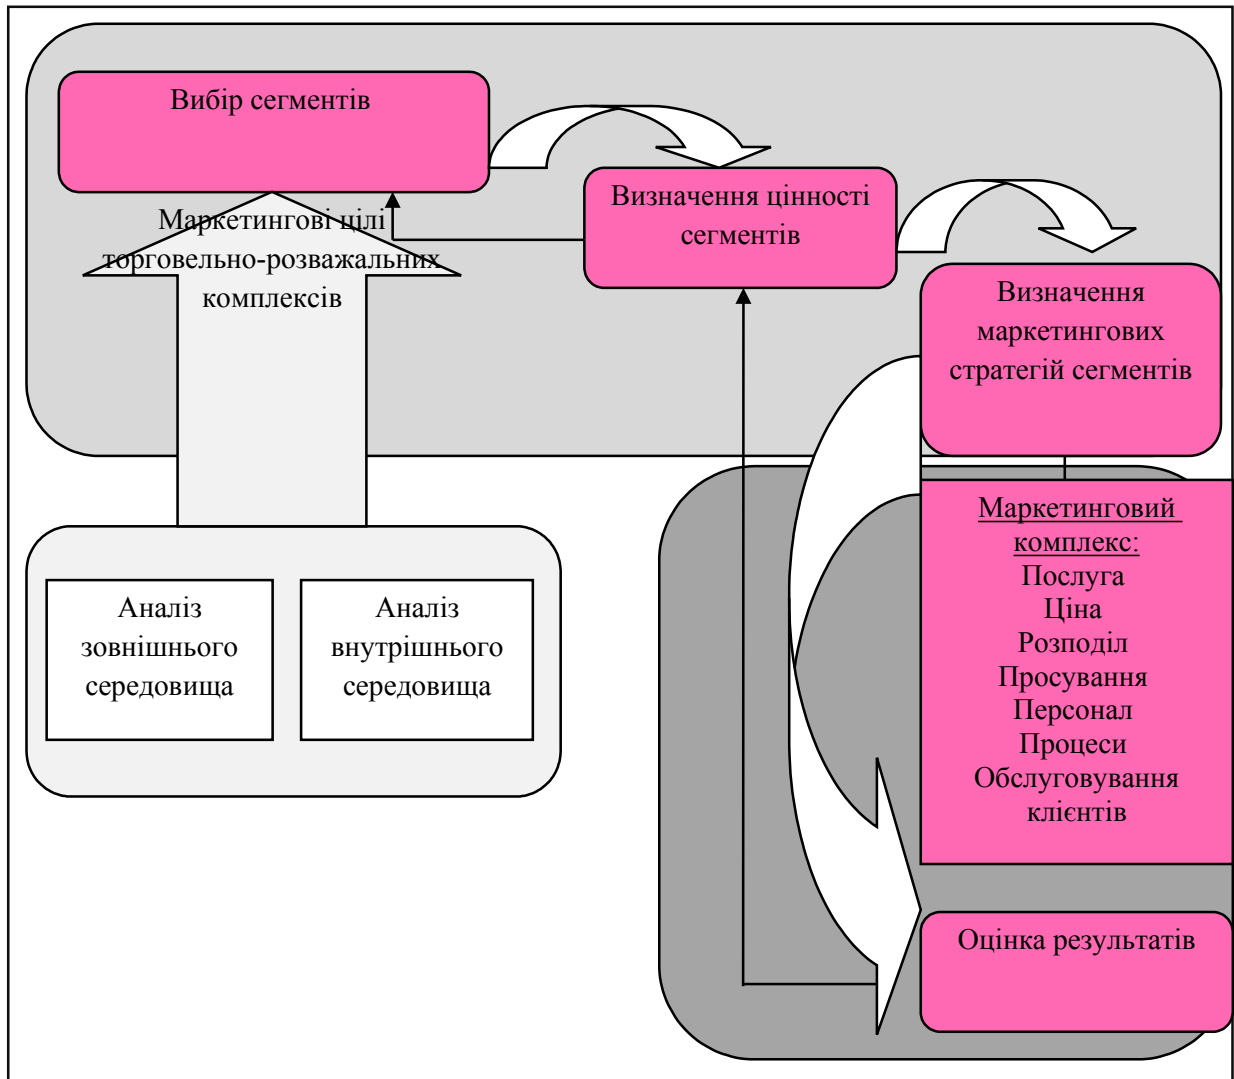 Вибір сегментів
Визначення цінності
сегментів
Маркетингові цілі
торговельно-розважальних
комплексів
Визначення
маркетингових
стратегій сегментів
Маркетинговий
комплекс:
Послуга
Ціна
Розподіл
Просування
Персонал
Процеси
Обслуговування
клієнтів
Аналіз
зовнішнього
середовища
Аналіз
внутрішнього
середовища
Оцінка результатів